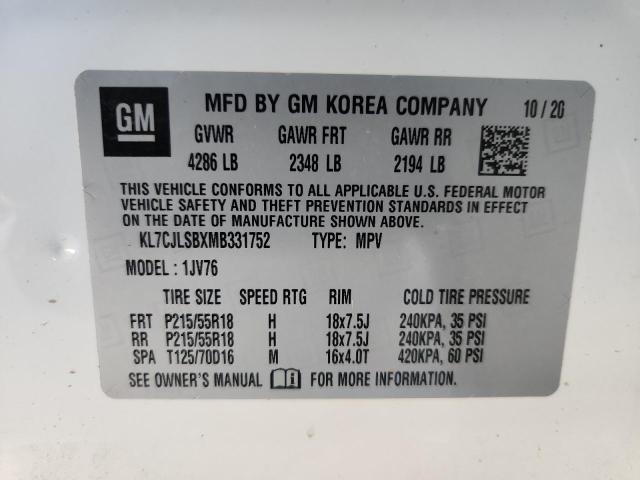 GM MFD BY GM KOREA COMPANY 10/20
GVWR GAWR FRT GAWR RR
4286 LB 2348 LB 2194 LB
THIS VEHICLE CONFORMS TO ALL APPLICABLE U.S. FEDERAL MOTOR
VEHICLE SAFETY AND THEFT PREVENTION STANDARDS IN EFFECT
ON THE DATE OF MANUFACTURE SHOWN ABOVE.
KL7CJLSBXMB331752 TYPE: MPV
MODEL: 1JV76
TIRE SIZE SPEED RTG RIM COLD TIRE PRESSURE
FRT P215/55R18 H 18x7.5J 240KPA, 35 PSI
RR P215/55R18 H 18x7.5J 240KPA, 35 PSI
SPA T125/70D16 M 16x4.0T 420KPA, 60 PSI
SEE OWNER'S MANUAL i FOR MORE INFORMATION.